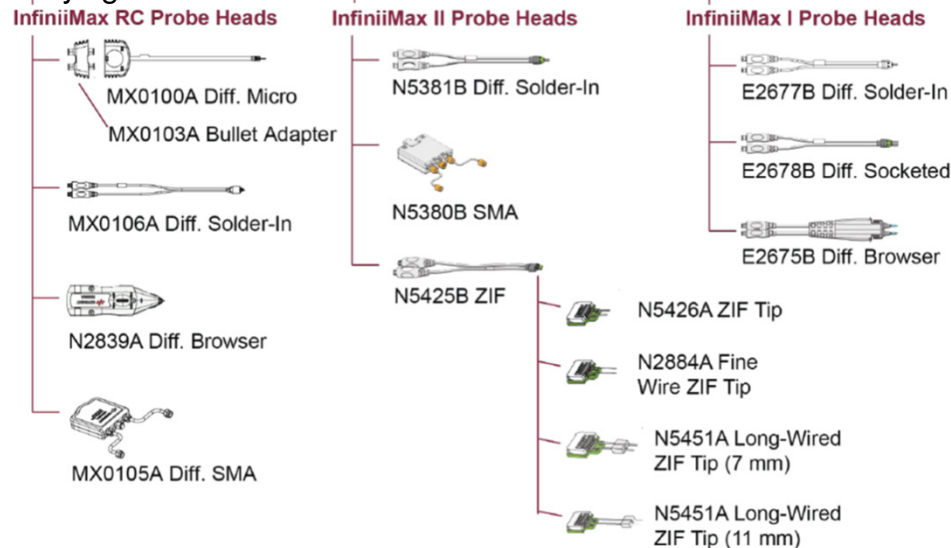 InfiniiMax RC Probe Heads
MX0100A Diff. Micro
MX0103A Bullet Adapter
MX0106A Diff. Solder-In
N2839A Diff. Browser
MX0105A Diff. SMA
InfiniiMax II Probe Heads
N5381B Diff. Solder-In
N5380B SMA
N5425B ZIF
N5426A ZIF Tip
N2884A Fine
Wire ZIF Tip
N5451A Long-Wired
ZIF Tip (7 mm)
N5451A Long-Wired
ZIF Tip (11 mm)
InfiniiMax I Probe Heads
E2677B Diff. Solder-In
E2678B Diff. Socketed
E2675B Diff. Browser